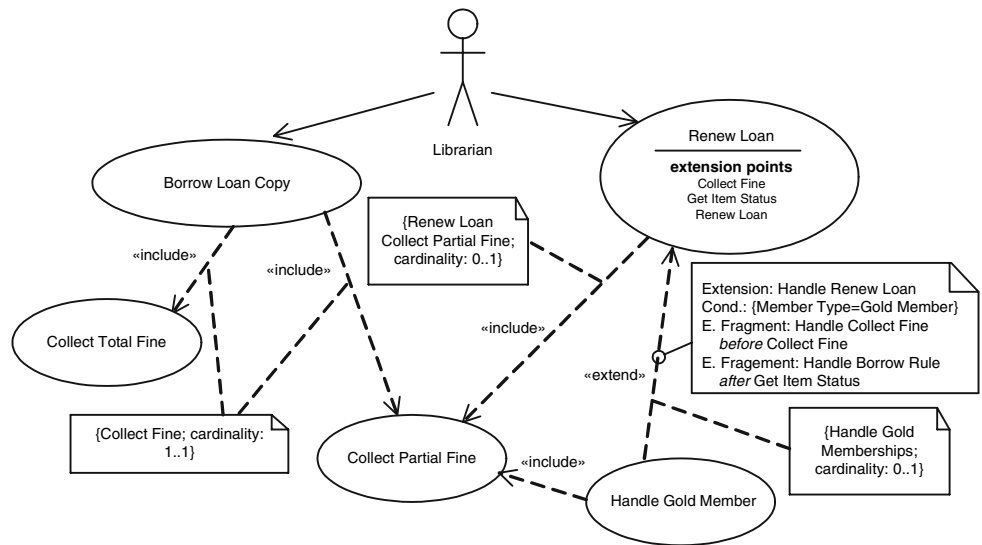 Librarian
Borrow Loan Copy
Renew Loan
extension points
Collect Fine
Get Item Status
Renew Loan
{Renew Loan
Collect Partial Fine;
cardinality: 0..1}
«include»
«include»
«include»
Extension: Handle Renew Loan
Cond.: {Member Type=Gold Member}
E. Fragment: Handle Collect Fine
before Collect Fine
E. Fragement: Handle Borrow Rule
after Get Item Status
Collect Total Fine
«extend»
{Collect Fine; cardinality:
1..1}
Collect Partial Fine
«include»
{Handle Gold
Memberships;
cardinality: 0..1}
Handle Gold Member